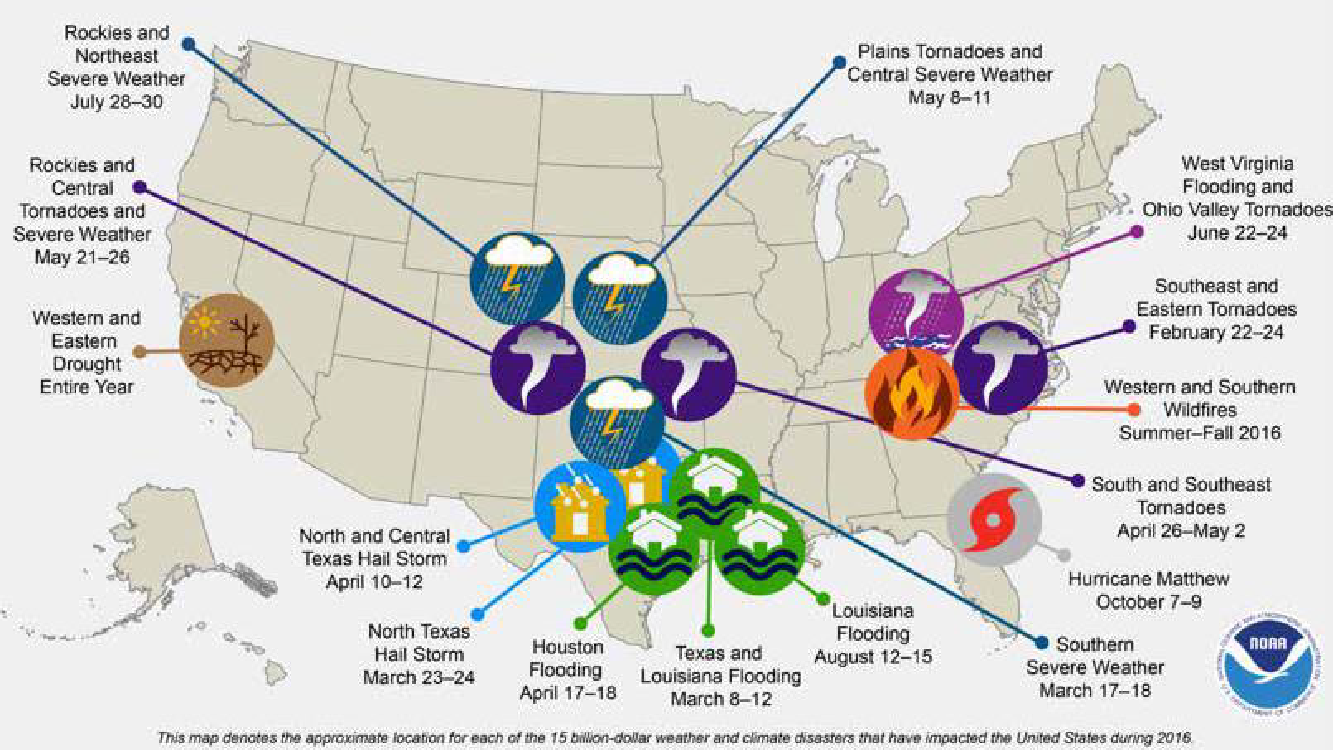 Rockies and
Northeast
Severe Weather
July 28–30
Plains Tornadoes and
Central Severe Weather
May 8–11
Rockies and
Central
Tornadoes and
Severe Weather
May 21–26
West Virginia
Flooding and
Ohio Valley Tornadoes
June 22–24
Southeast and
Eastern Tornadoes
February 22–24
Western and
Eastern
Drought
Entire Year
Western and Southern
Wildfires
Summer–Fall 2016
South and Southeast
Tornadoes
April 26–May 2
North and Central
Texas Hail Storm
April 10–12
Hurricane Matthew
October 7–9
North Texas
Hail Storm
March 23–24
Houston
Flooding
April 17–18
Texas and
Louisiana Flooding
March 8–12
Louisiana
Flooding
August 12–15
Southern
Severe Weather
March 17–18
NOAA
This map denotes the approximate location for each of the 15 billion-dollar weather and climate disasters that have impacted the United States during 2016.